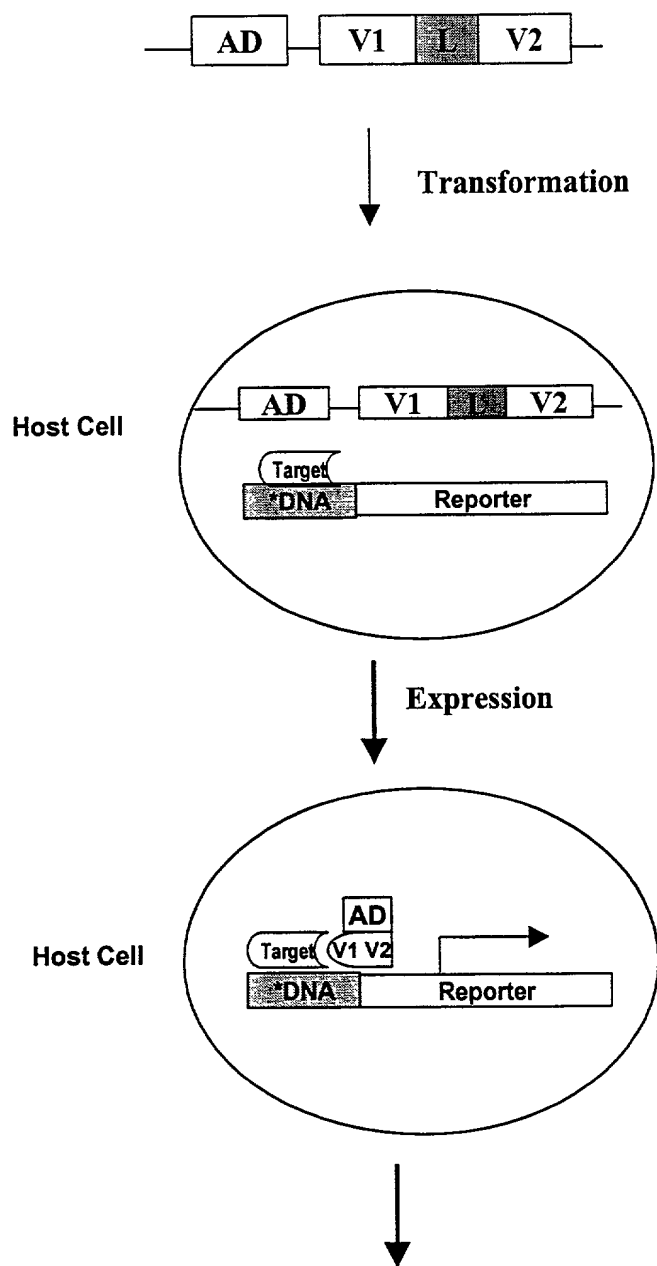 AD V1 L V2
Transformation
AD V1 L V2
Host Cell
Target
*DNA Reporter
Expression
AD
Host Cell
Target V1 V2
*DNA Reporter